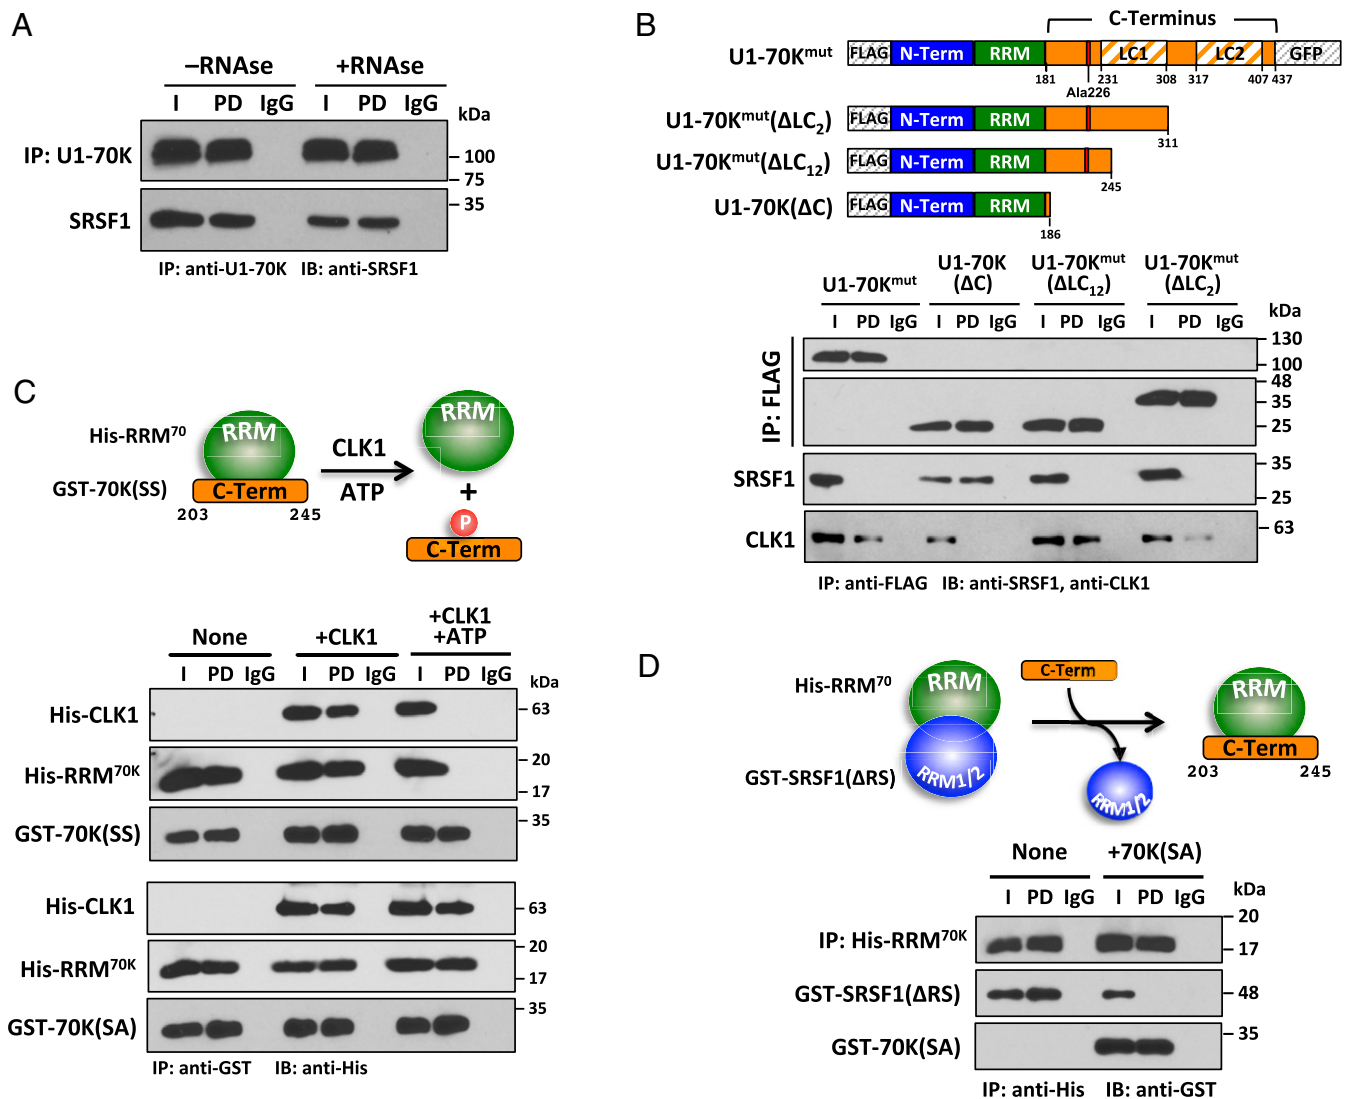 A
–RNAse +RNAse
I PD IgG I PD IgG
kDa
IP: U1-70K
– 100
– 75
SRSF1
– 35
IP: anti-U1-70K IB: anti-SRSF1
B
C-Terminus
U1-70Kmut FLAG N-Term RRM LC1 LC2 GFP
181 231 308 317 407 437
Ala226
U1-70Kmut(ΔLC2) FLAG N-Term RRM
311
U1-70Kmut(ΔLC12) FLAG N-Term RRM
245
U1-70K(ΔC) FLAG N-Term RRM
186
U1-70Kmut U1-70K (ΔC) U1-70Kmut (ΔLC12) U1-70Kmut (ΔLC2)
I PD IgG I PD IgG I PD IgG I PD IgG
kDa
IP: FLAG
– 130
– 100
– 48
– 35
– 25
SRSF1
– 35
– 25
CLK1
– 63
IP: anti-FLAG IB: anti-SRSF1, anti-CLK1
C
His-RRM70 RRM
GST-70K(SS) C-Term
203 245
CLK1
ATP
RRM
+
P
C-Term
None +CLK1 +CLK1 +ATP
I PD IgG I PD IgG I PD IgG
kDa
His-CLK1 – 63
His-RRM70K – 20
– 17
GST-70K(SS) – 35
His-CLK1 – 63
His-RRM70K – 20
– 17
GST-70K(SA) – 35
IP: anti-GST IB: anti-His
D
His-RRM70 RRM
GST-SRSF1(ΔRS) RRM1/2
C-Term
RRM1/2
RRM
C-Term
203 245
None +70K(SA)
I PD IgG I PD IgG
kDa
IP: His-RRM70K – 20
– 17
GST-SRSF1(ΔRS) – 48
GST-70K(SA) – 35
IP: anti-His IB: anti-GST